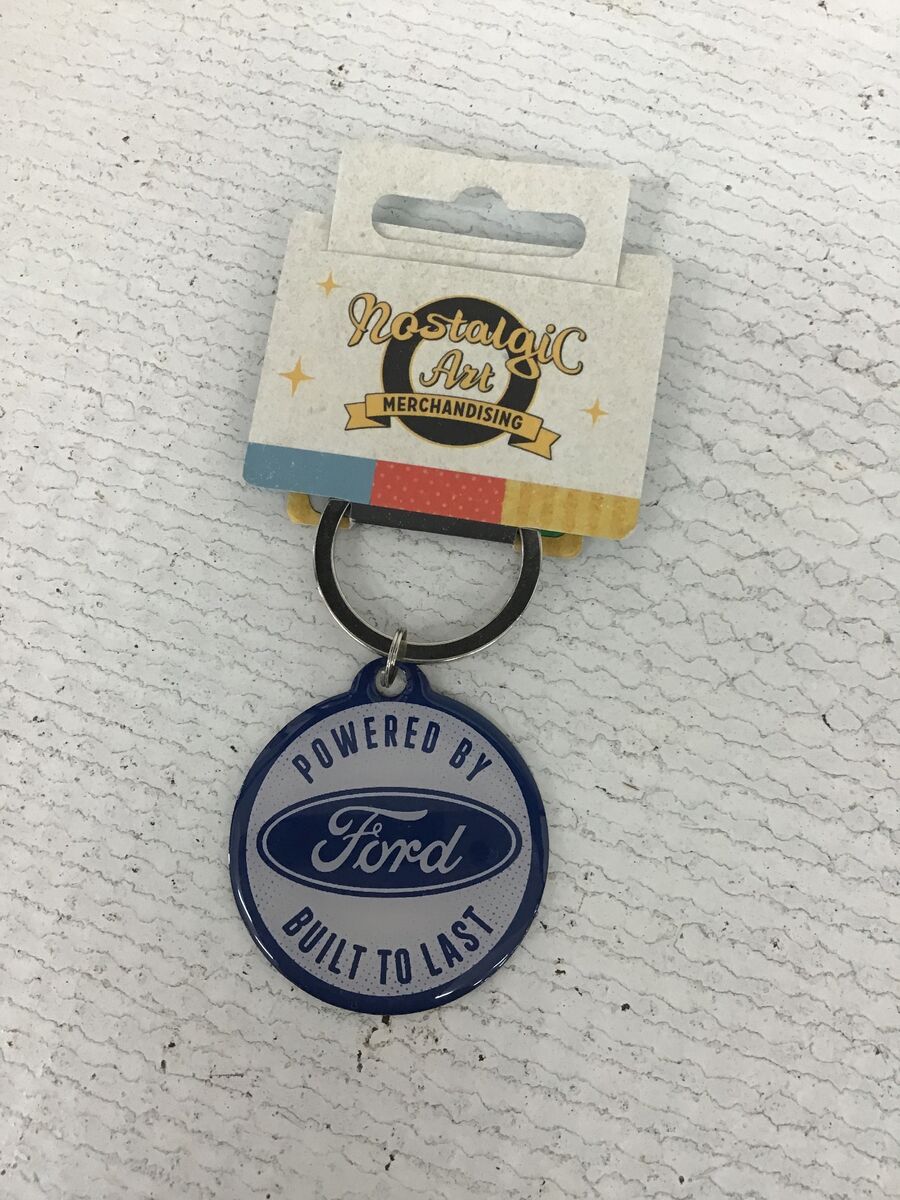 Nostalgic
Art
MERCHANDISING
POWERED BY
Ford
BUILT TO LAST